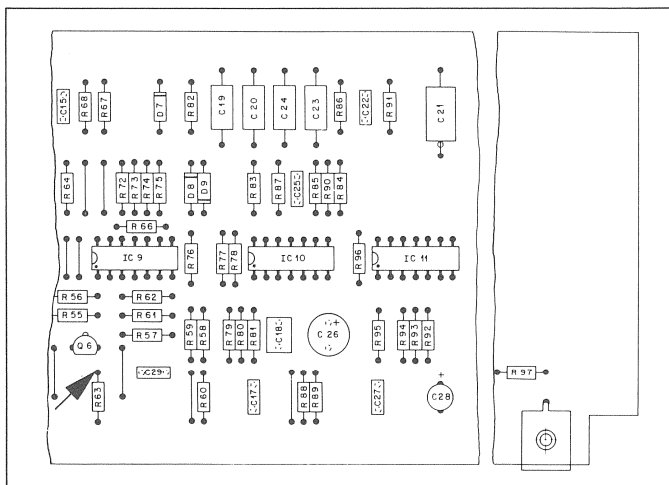 C15 R68 R67 D7 R82 C19 C20 C24 C23 R86 C22 R91 C21
R64 R72 R73 R74 R75 D8 D9 R83 R87 C25 R85 R90 R84
R66
IC 9 R76 R77 R78 IC 10 R96 IC 11
R56 R62
R55 R61
R57 R59 R58 R79 R80 R81 C18 C26 + R95 R94 R93 R92
Q6
C29 + R97
R63 R60 C17 R88 R89 C27 C28